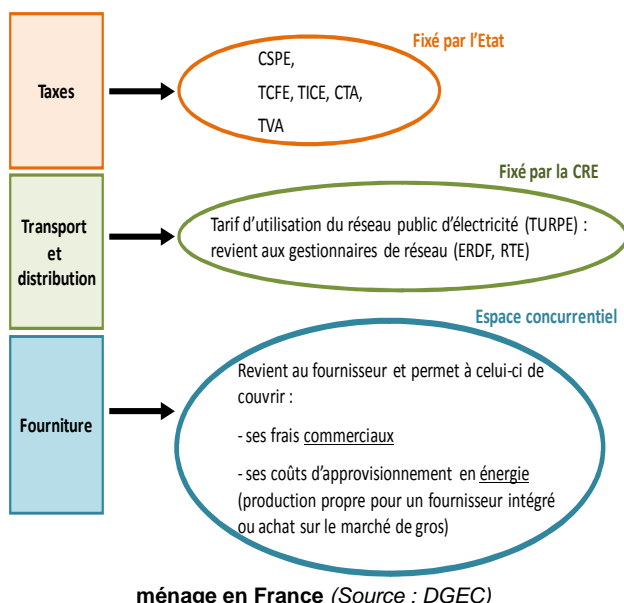 Fixé par l'Etat
Taxes
CSPE,
TCFE, TICE, CTA,
TVA
Fixé par la CRE
Transport
et
distribution
Tarif d'utilisation du réseau public d'électricité (TURPE) :
revient aux gestionnaires de réseau (ERDF, RTE)
Espace concurrentiel
Fourniture
Revient au fournisseur et permet à celui-ci de
couvrir :
- ses frais commerciaux
- ses coûts d'approvisionnement en énergie
(production propre pour un fournisseur intégré
ou achat sur le marché de gros)
ménage en France (Source : DGEC)